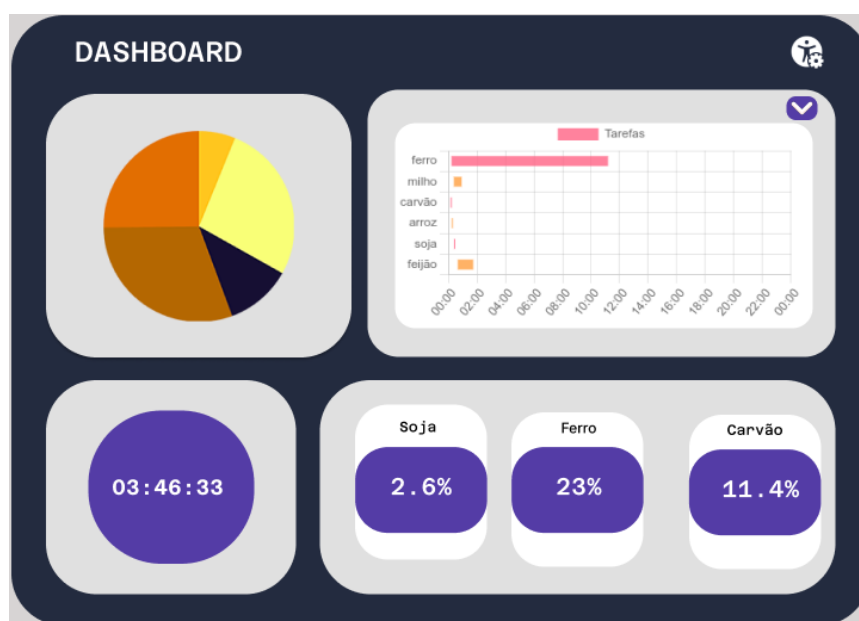 DASHBOARD
Tarefas
ferro
milho
carvão
arroz
soja
feijão
00:00 02:00 04:00 06:00 08:00 10:00 12:00 14:00 16:00 18:00 20:00 22:00 00:00
03:46:33
Soja Ferro Carvão
2.6% 23% 11.4%